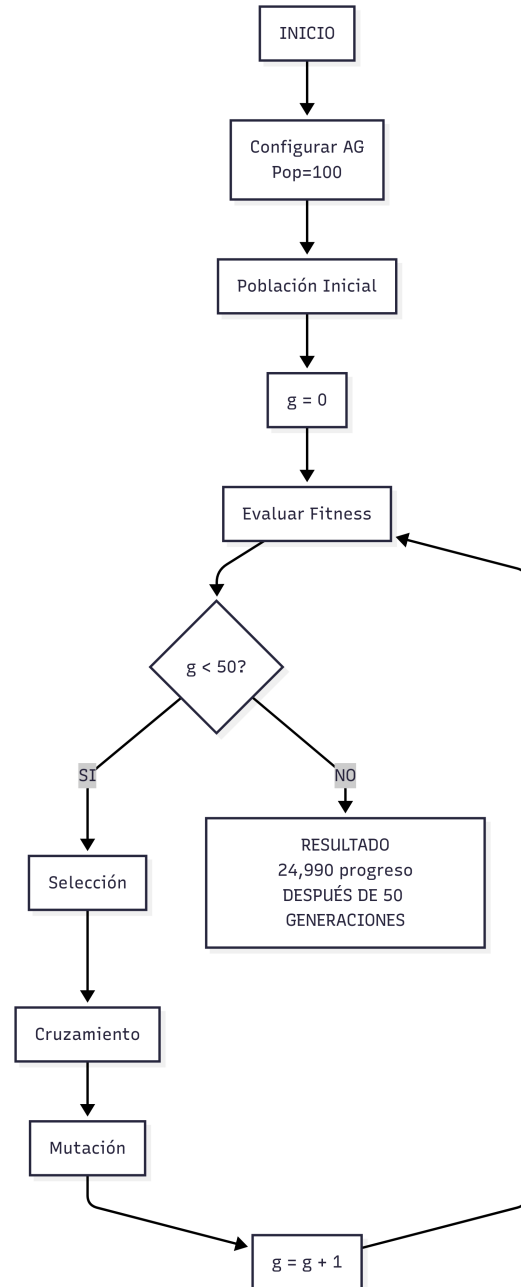 INICIO
Configurar AG
Pop=100
Población Inicial
g = 0
Evaluar Fitness
g < 50?
SI
NO
RESULTADO
24,990 progreso
DESPUÉS DE 50
GENERACIONES
Selección
Cruzamiento
Mutación
g = g + 1